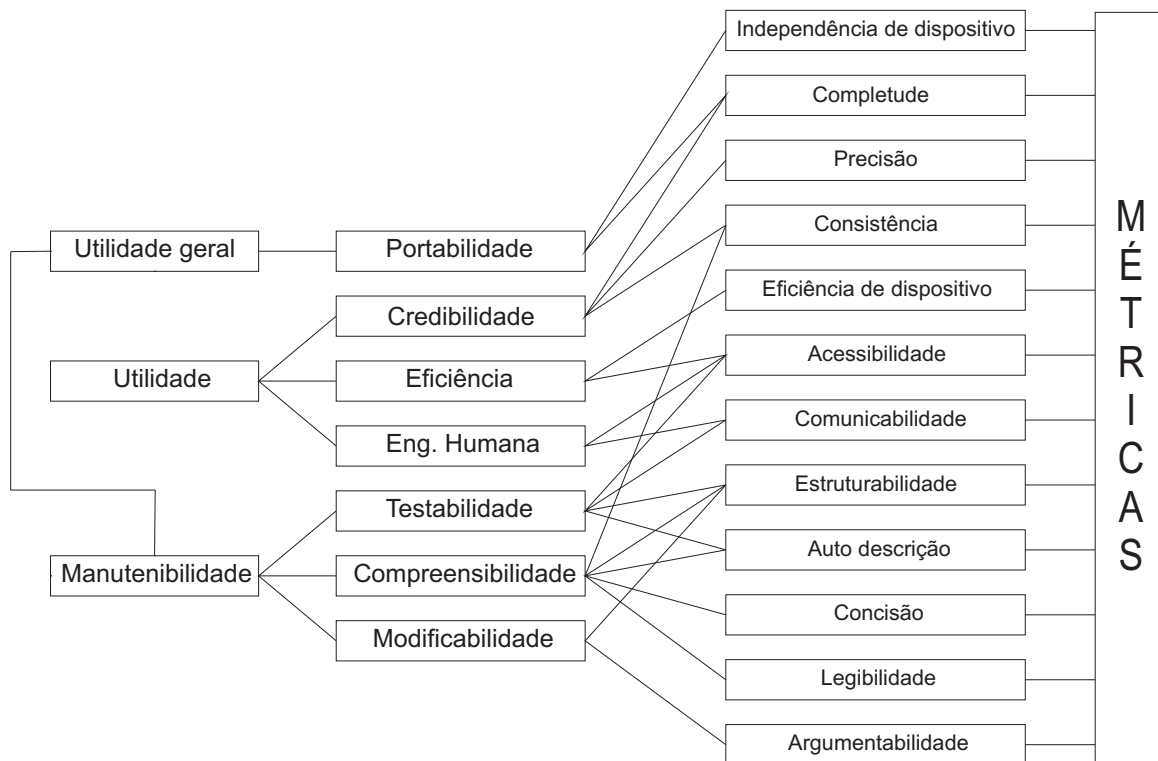 Utilidade geral
Utilidade
Manutenibilidade
Portabilidade
Credibilidade
Eficiência
Eng. Humana
Testabilidade
Compreensibilidade
Modificabilidade
Independência de dispositivo
Completude
Precisão
Consistência
Eficiência de dispositivo
Acessibilidade
Comunicabilidade
Estruturabilidade
Auto descrição
Concisão
Legibilidade
Argumentabilidade
MÉTRICAS